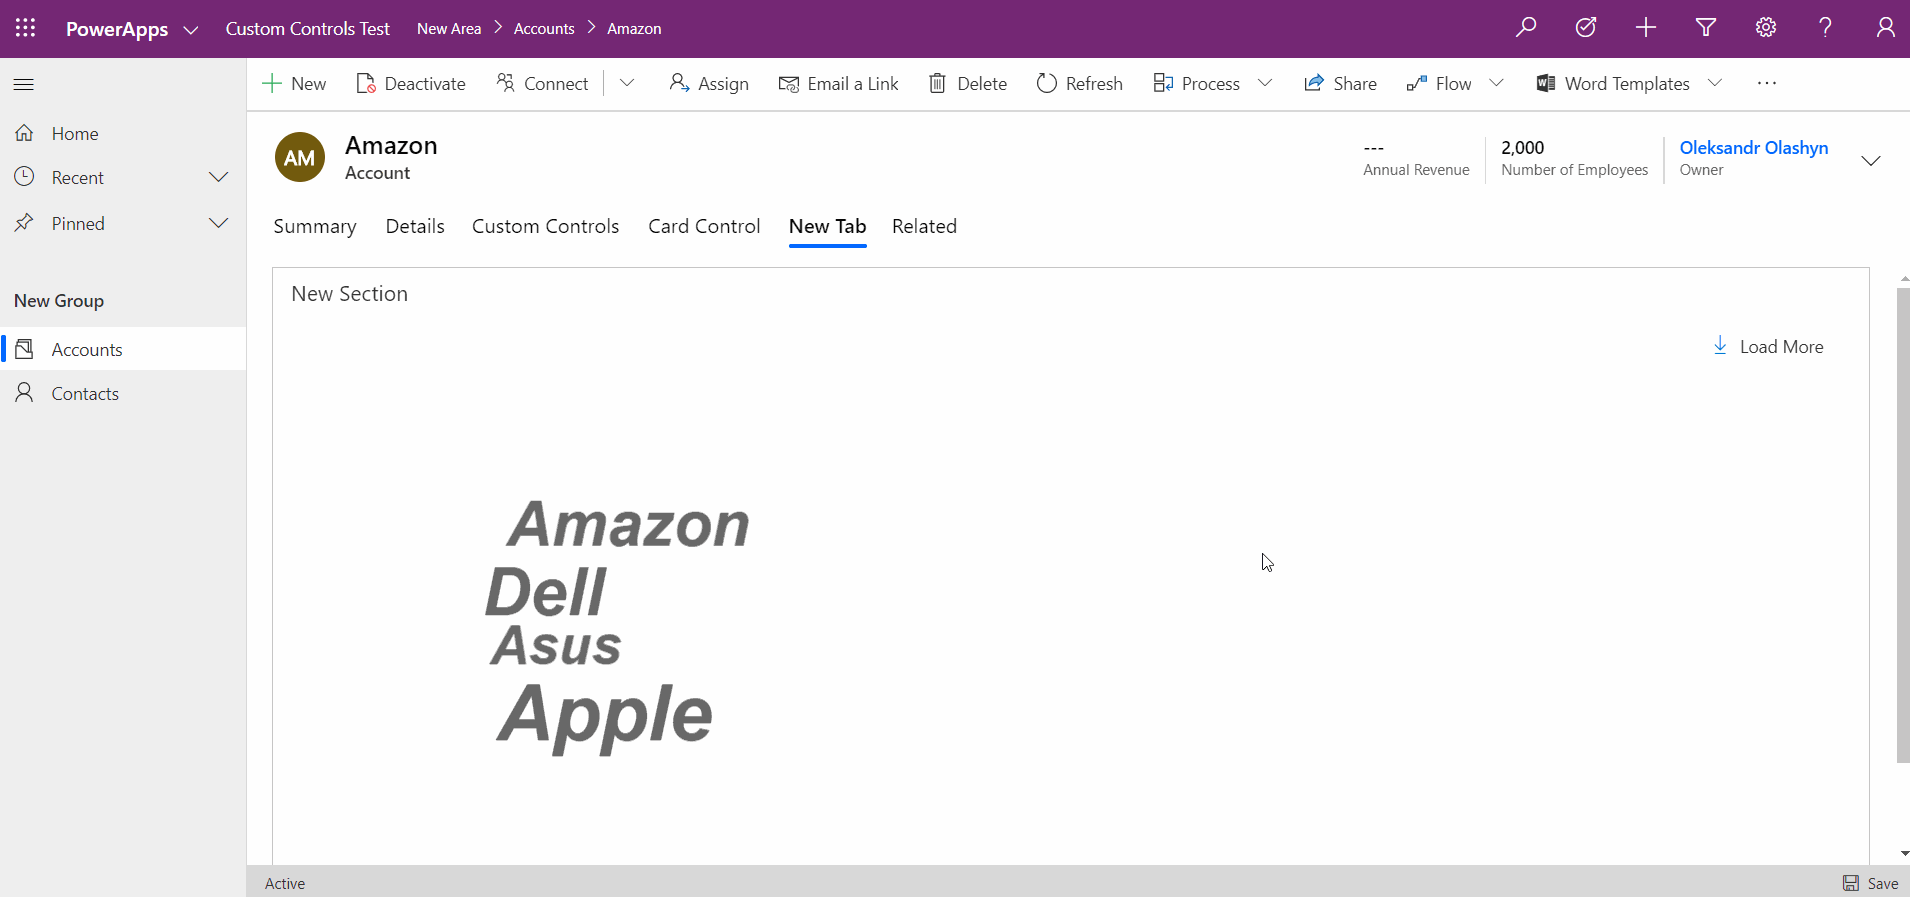 PowerApps Custom Controls Test New Area Accounts Amazon
New Deactivate Connect Assign Email a Link Delete Refresh Process Share Flow Word Templates ...
Home
Recent
Pinned
New Group
Accounts
Contacts
AM
Amazon
Account
--- 2,000 Oleksandr Olashyn
Annual Revenue Number of Employees Owner
Summary Details Custom Controls Card Control New Tab Related
New Section
Load More
Amazon
Dell
Asus
Apple
Active Save